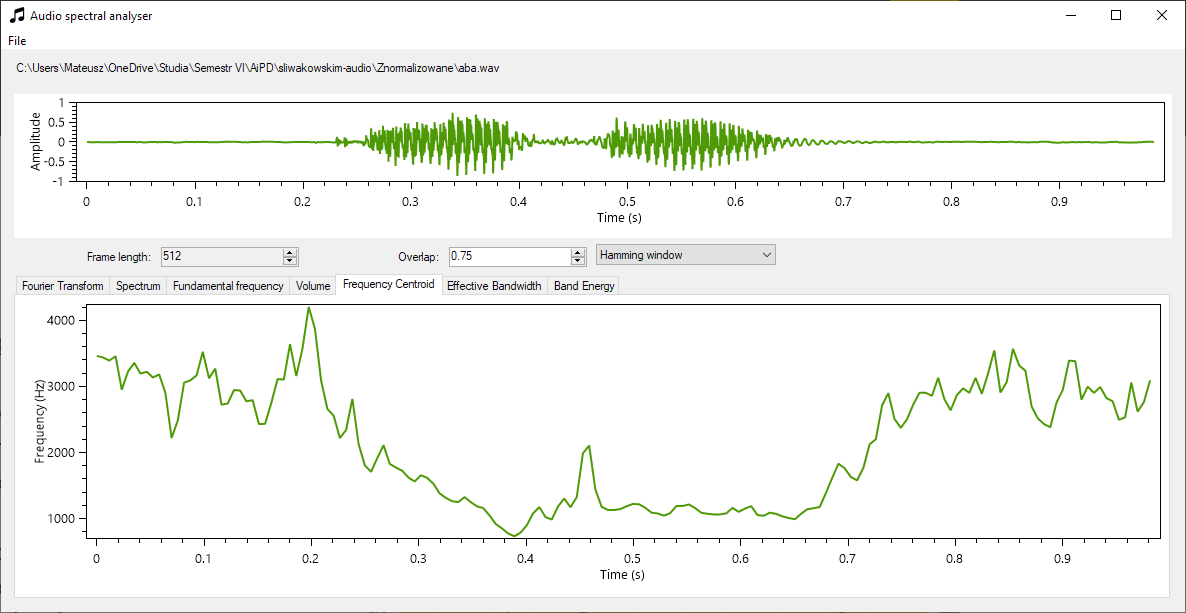 Audio spectral analyser
File
C:\Users\Mateusz\OneDrive\Studia\Semestr VI\AiPD\sliwakowskim-audio\Znormalizowane\aba.wav
Amplitude
1
0.5
0
-0.5
-1
0 0.1 0.2 0.3 0.4 0.5 0.6 0.7 0.8 0.9
Time (s)
Frame length: 512 Overlap: 0.75 Hamming window
Fourier Transform Spectrum Fundamental frequency Volume Frequency Centroid Effective Bandwidth Band Energy
Frequency (Hz)
4000
3000
2000
1000
0 0.1 0.2 0.3 0.4 0.5 0.6 0.7 0.8 0.9
Time (s)